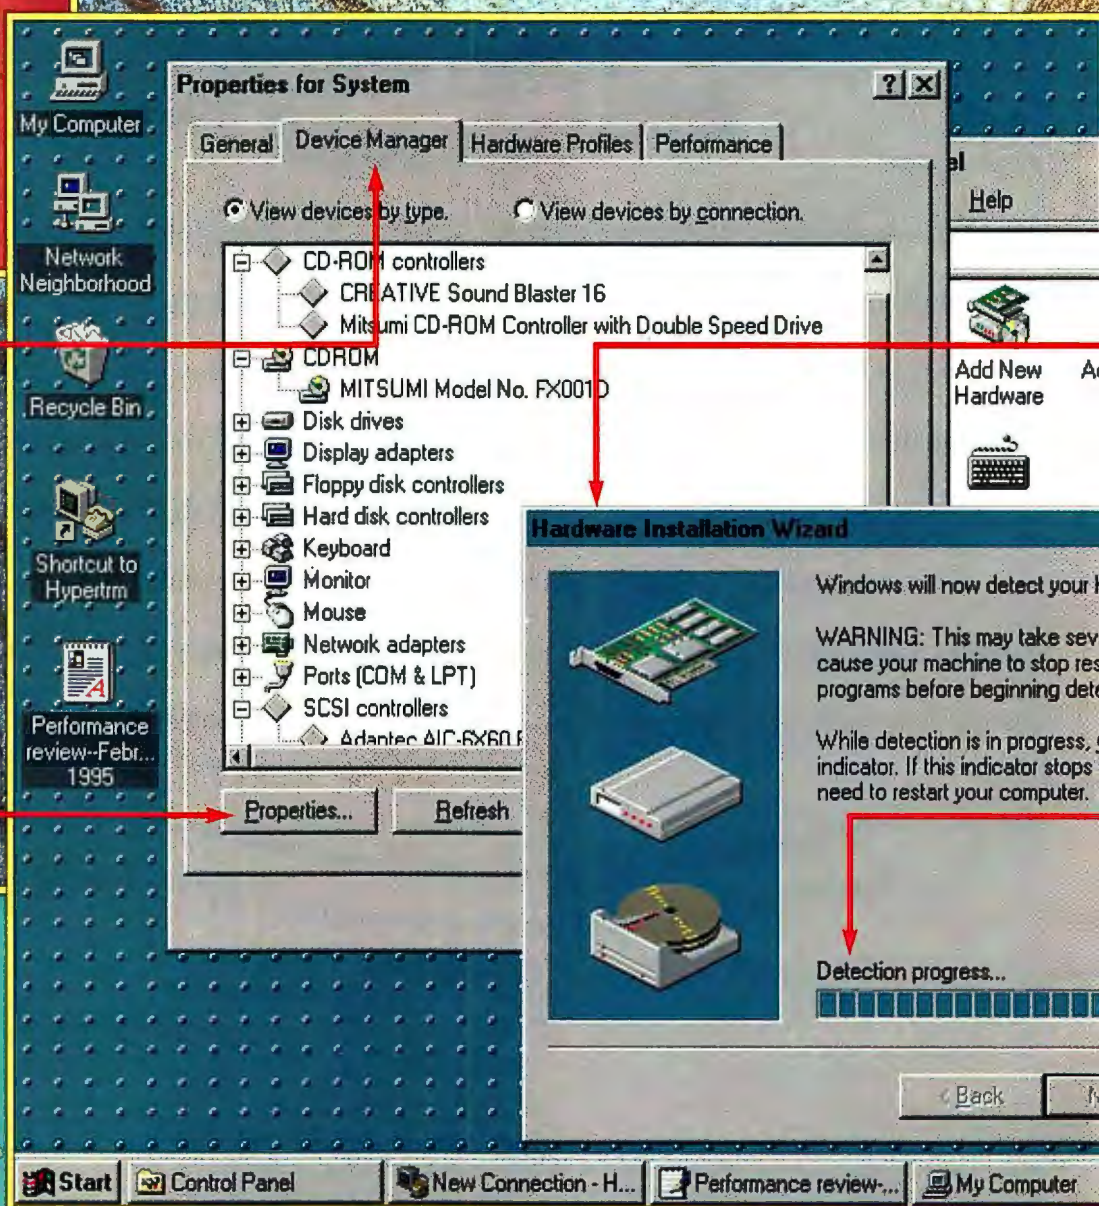 My Computer
Network
Neighborhood
Recycle Bin
Shortcut to
Hypertrm
Performance
review--Febr...
1995
Properties for System
General
Device Manager
Hardware Profiles
Performance
View devices by type.
View devices by connection.
CD-ROM controllers
CREATIVE Sound Blaster 16
Mitsumi CD-ROM Controller with Double Speed Drive
CDROM
MITSUMI Model No. FX001D
Disk drives
Display adapters
Floppy disk controllers
Hard disk controllers
Keyboard
Monitor
Mouse
Network adapters
Ports (COM & LPT)
SCSI controllers
Adaptec AIC-6X60
Properties...
Refresh
el
Help
Add New
Hardware
Hardware Installation Wizard
Windows will now detect your
WARNING: This may take sev
cause your machine to stop res
programs before beginning dete
While detection is in progress,
indicator. If this indicator stops
need to restart your computer.
Detection progress...
< Back
Start
Control Panel
New Connection - H...
Performance review-...
My Computer